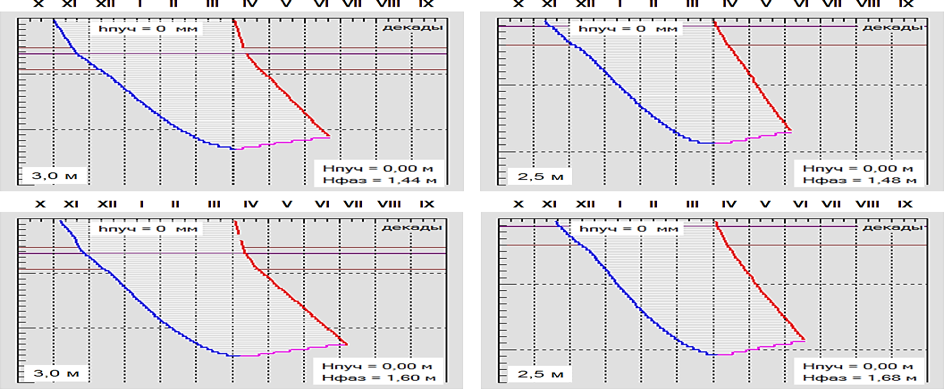 X XI XII I II III IV V VI VII VIII IX
X XI XII I II III IV V VI VII VIII IX
hпуч = 0 мм
декады
hпуч = 0 мм
декады
3,0 м
Hпуч = 0,00 м
Hфаз = 1,44 м
2,5 м
Hпуч = 0,00 м
Hфаз = 1,48 м
X XI XII I II III IV V VI VII VIII IX
X XI XII I II III IV V VI VII VIII IX
hпуч = 0 мм
декады
hпуч = 0 мм
декады
3,0 м
Hпуч = 0,00 м
Hфаз = 1,60 м
2,5 м
Hпуч = 0,00 м
Hфаз = 1,68 м